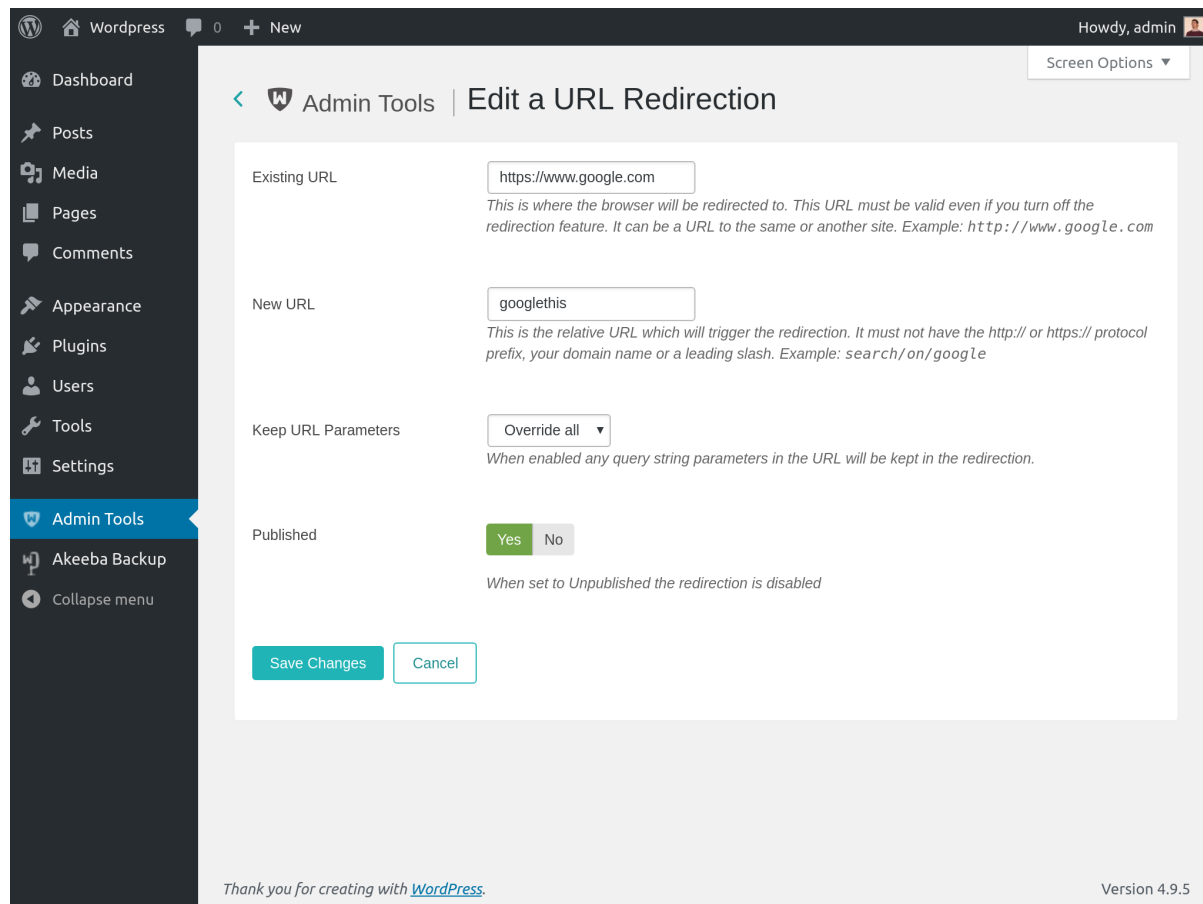 Wordpress 0 New Howdy, admin
Screen Options ▼
Dashboard
Posts
Media
Pages
Comments
Appearance
Plugins
Users
Tools
Settings
Admin Tools
Akeeba Backup
Collapse menu
Admin Tools | Edit a URL Redirection
Existing URL
https://www.google.com
This is where the browser will be redirected to. This URL must be valid even if you turn off the
redirection feature. It can be a URL to the same or another site. Example: http://www.google.com
New URL
googlethis
This is the relative URL which will trigger the redirection. It must not have the http:// or https:// protocol
prefix, your domain name or a leading slash. Example: search/on/google
Keep URL Parameters
Override all ▼
When enabled any query string parameters in the URL will be kept in the redirection.
Published
Yes No
When set to Unpublished the redirection is disabled
Save Changes Cancel
Thank you for creating with WordPress. Version 4.9.5